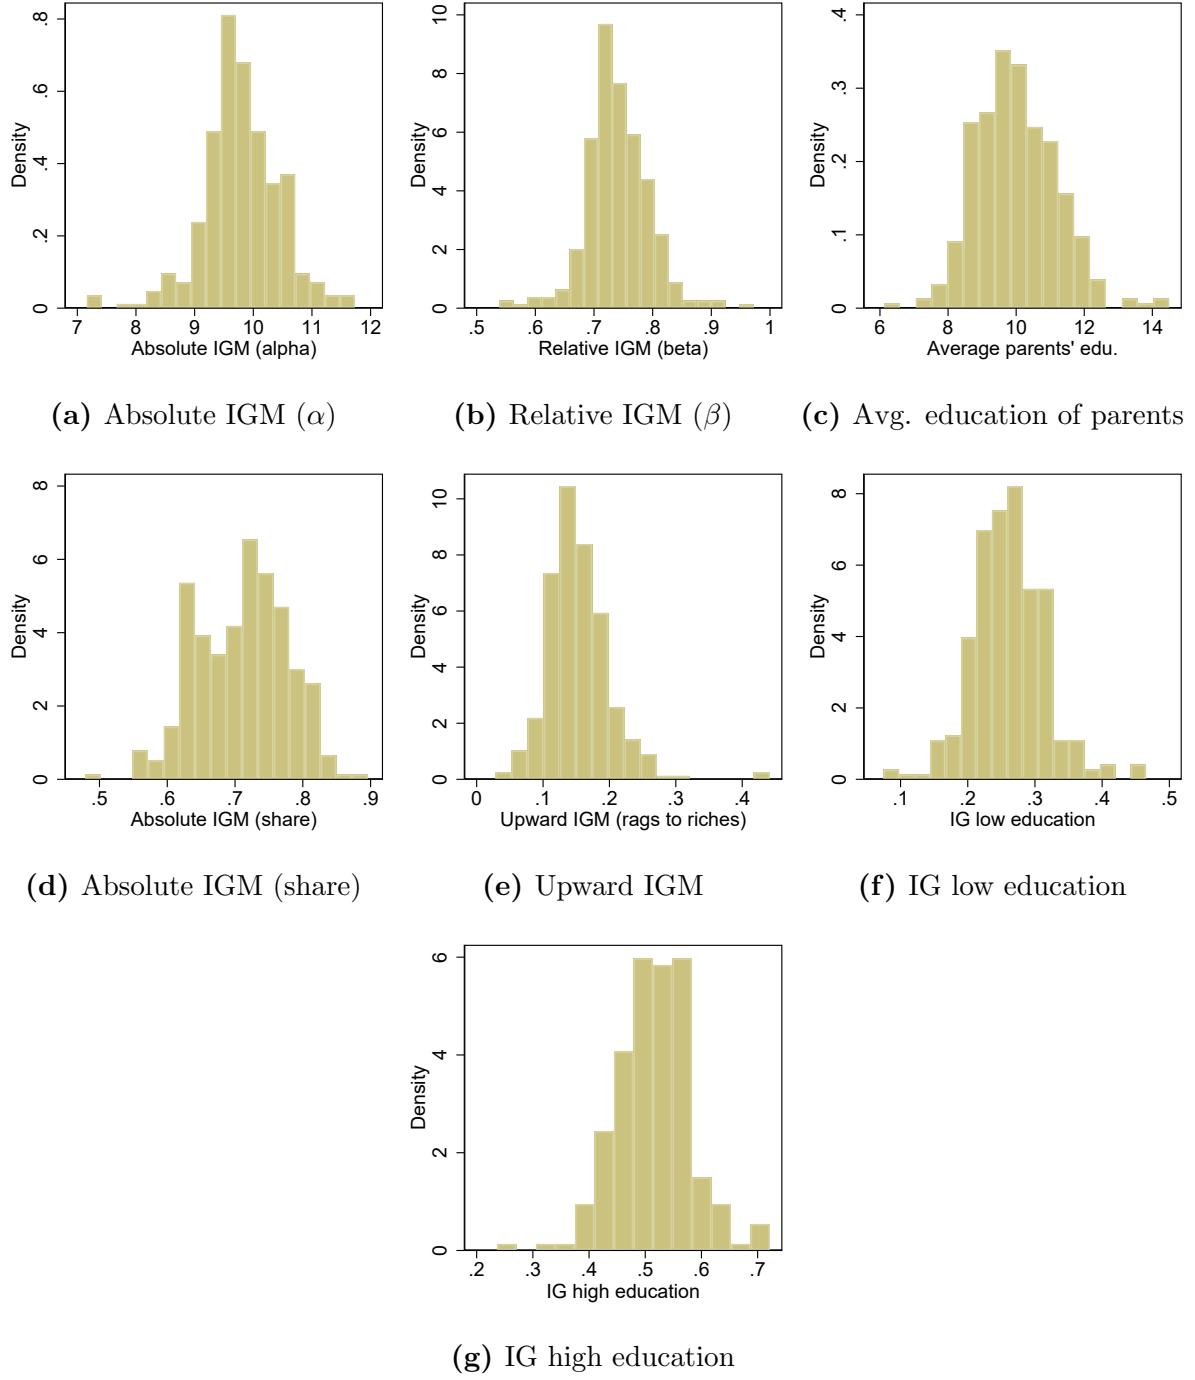 0 .2 .4 .6 .8
Density
7 8 9 10 11 12
Absolute IGM (alpha)
(a) Absolute IGM (α)
0 2 4 6 8 10
Density
.5 .6 .7 .8 .9 1
Relative IGM (beta)
(b) Relative IGM (β)
0 .1 .2 .3 .4
Density
6 8 10 12 14
Average parents' edu.
(c) Avg. education of parents
0 2 4 6 8
Density
.5 .6 .7 .8 .9
Absolute IGM (share)
(d) Absolute IGM (share)
0 2 4 6 8 10
Density
0 .1 .2 .3 .4
Upward IGM (rags to riches)
(e) Upward IGM
0 2 4 6 8
Density
.1 .2 .3 .4 .5
IG low education
(f) IG low education
0 2 4 6
Density
.2 .3 .4 .5 .6 .7
IG high education
(g) IG high education